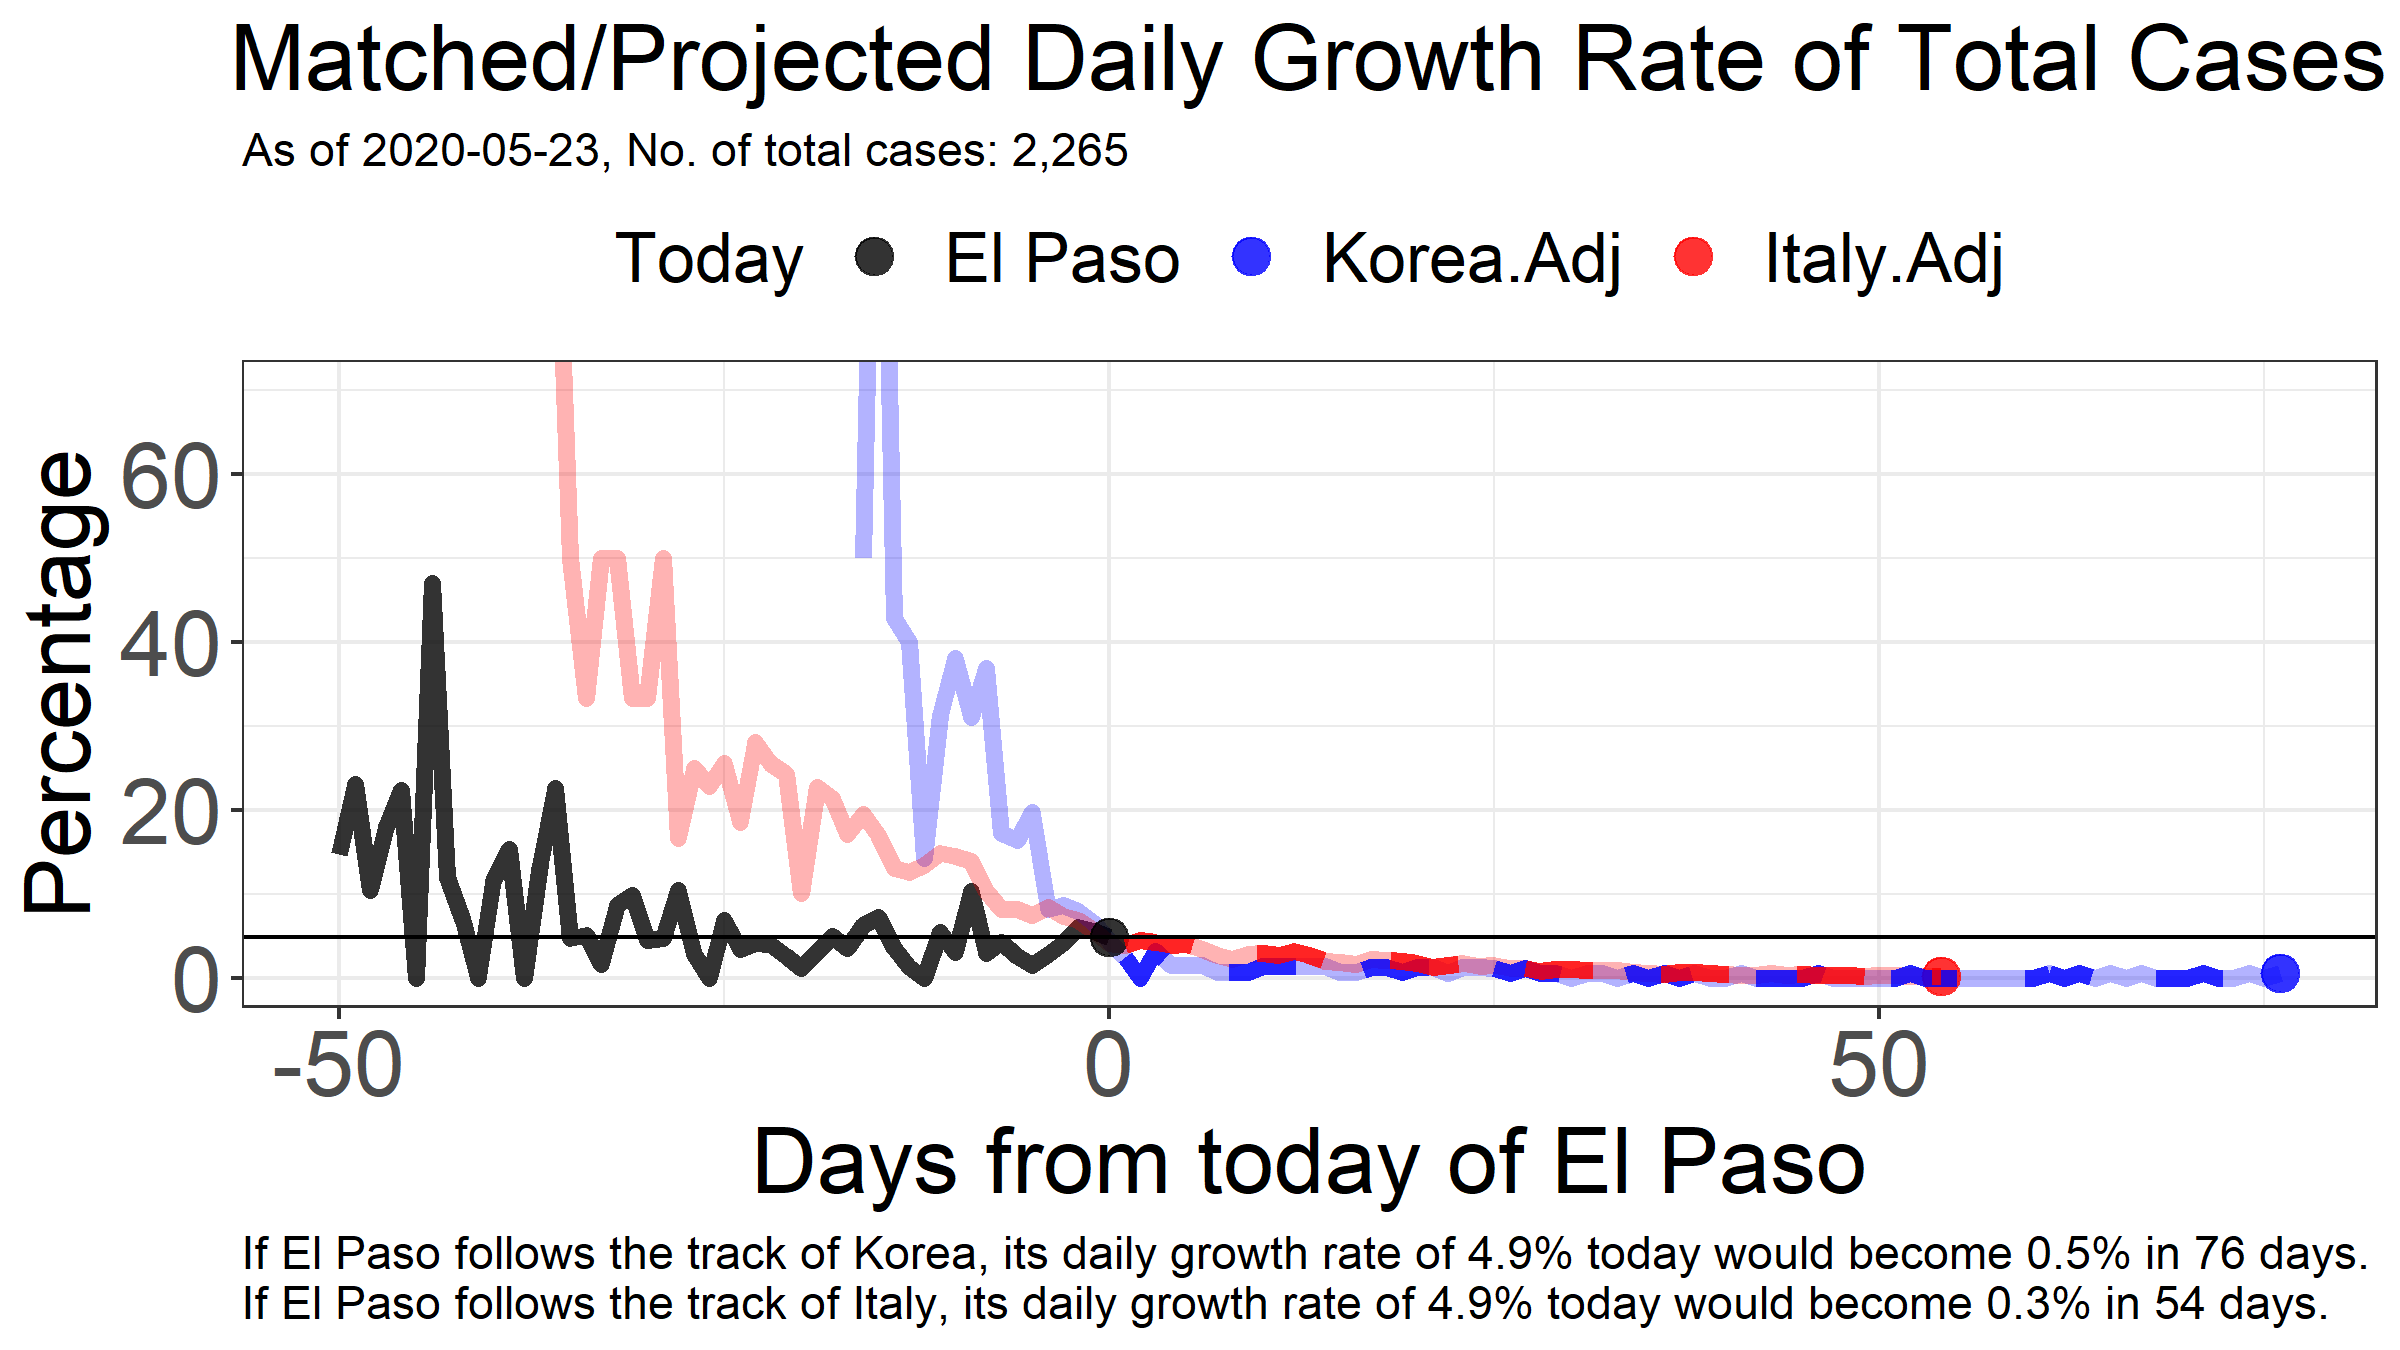 Matched/Projected Daily Growth Rate of Total Cases
As of 2020-05-23, No. of total cases: 2,265
Today El Paso Korea.Adj Italy.Adj
Percentage
60
40
20
0
-50 0 50
Days from today of El Paso
If El Paso follows the track of Korea, its daily growth rate of 4.9% today would become 0.5% in 76 days.
If El Paso follows the track of Italy, its daily growth rate of 4.9% today would become 0.3% in 54 days.